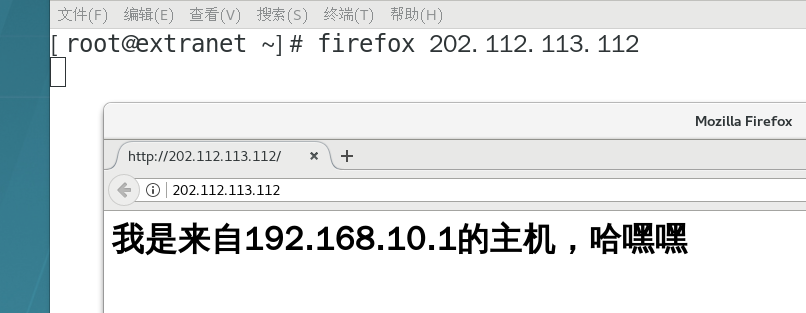 文件(F) 编辑(E) 查看(V) 搜索(S) 终端(T) 帮助(H)
[root@extranet ~]# firefox 202.112.113.112
Mozilla Firefox
http://202.112.113.112/ × +
202.112.113.112
我是来自192.168.10.1的主机，哈嘿嘿